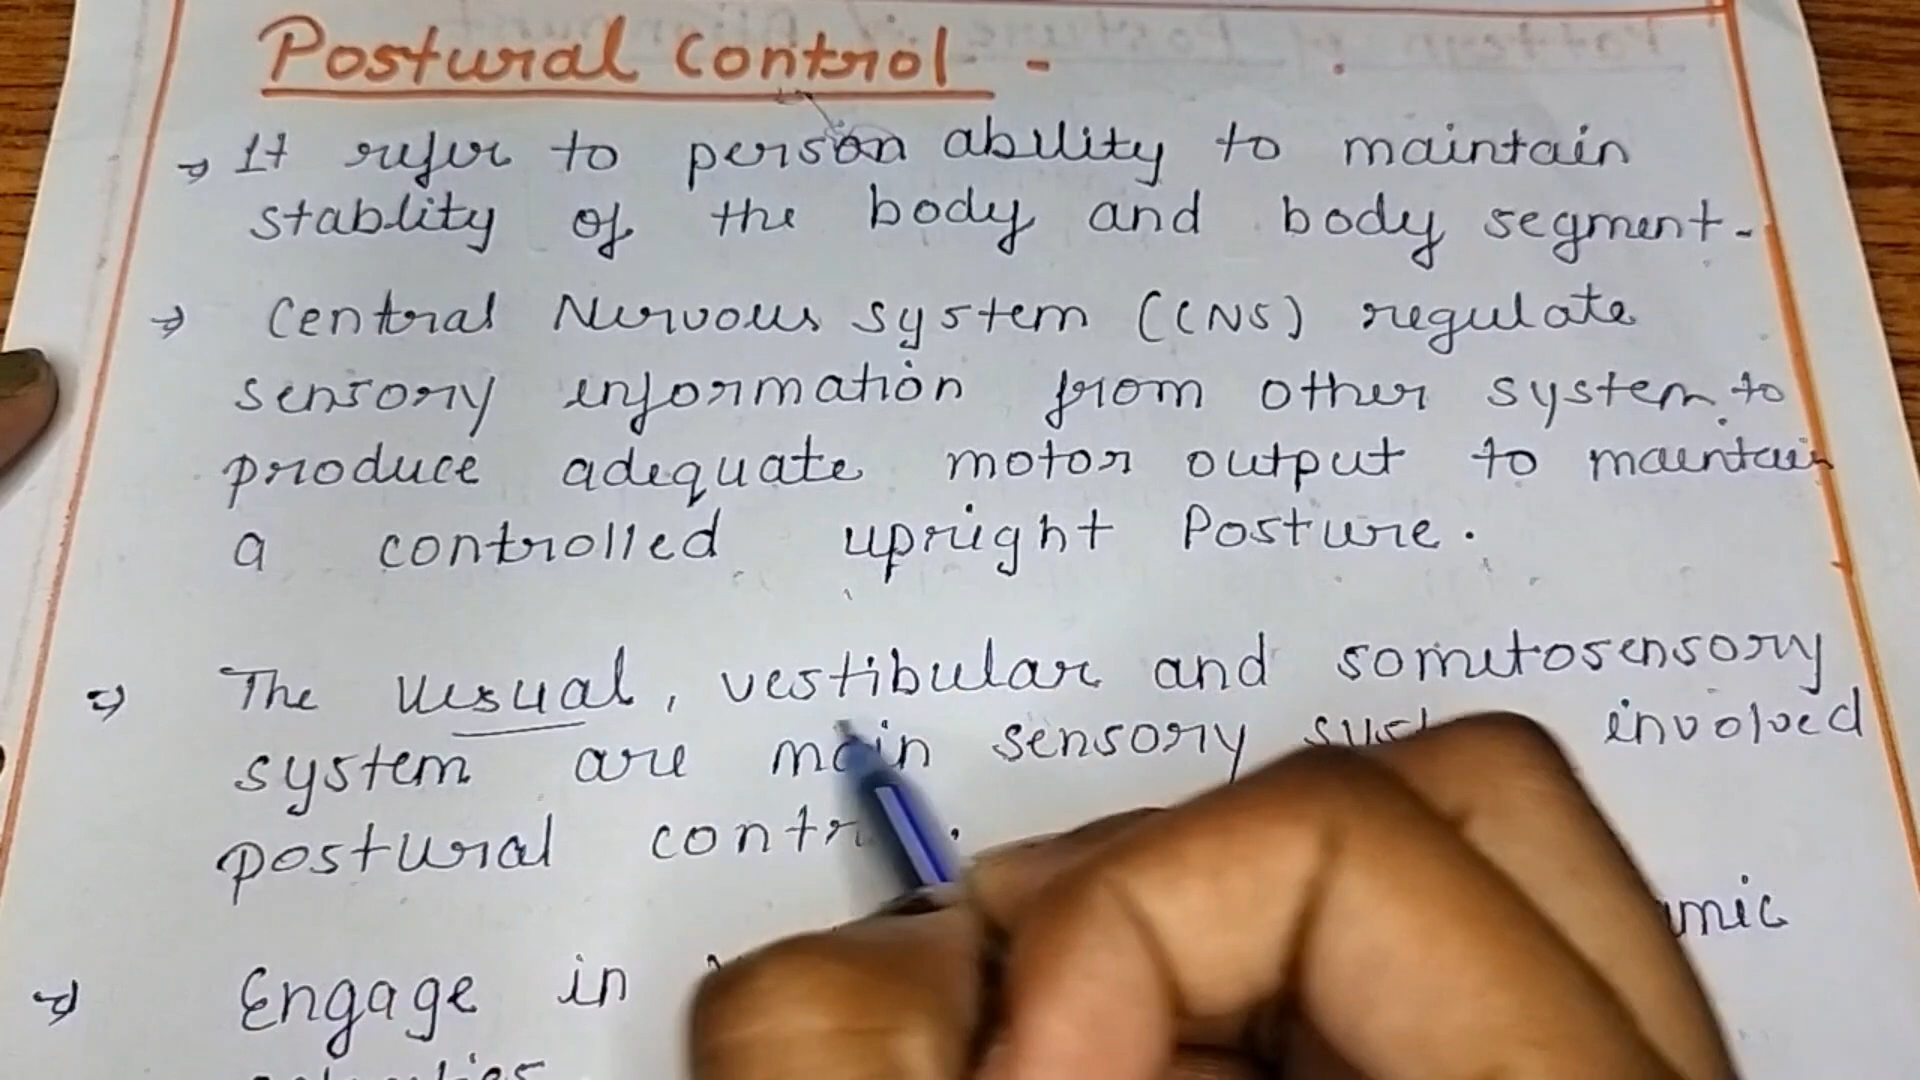 Postural Control -
→ It refer to person ability to maintain
stablity of the body and body segment.
→ Central Nervous system (CNS) regulate
sensory information from other system to
produce adequate motor output to maintain
a controlled upright Posture.
→ The Visual, vestibular and sometosensory
system are main sensory involved
postural
→ Engage in